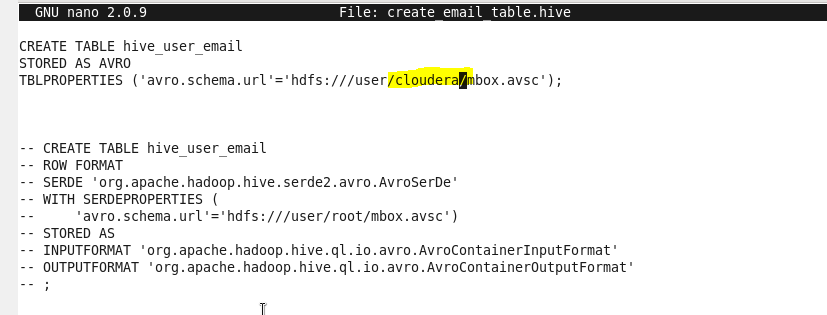 GNU nano 2.0.9 File: create_email_table.hive
CREATE TABLE hive_user_email
STORED AS AVRO
TBLPROPERTIES ('avro.schema.url'='hdfs:///user/cloudera/mbox.avsc');
-- CREATE TABLE hive_user_email
-- ROW FORMAT
-- SERDE 'org.apache.hadoop.hive.serde2.avro.AvroSerDe'
-- WITH SERDEPROPERTIES (
--     'avro.schema.url'='hdfs:///user/root/mbox.avsc')
-- STORED AS
-- INPUTFORMAT 'org.apache.hadoop.hive.ql.io.avro.AvroContainerInputFormat'
-- OUTPUTFORMAT 'org.apache.hadoop.hive.ql.io.avro.AvroContainerOutputFormat'
-- ;